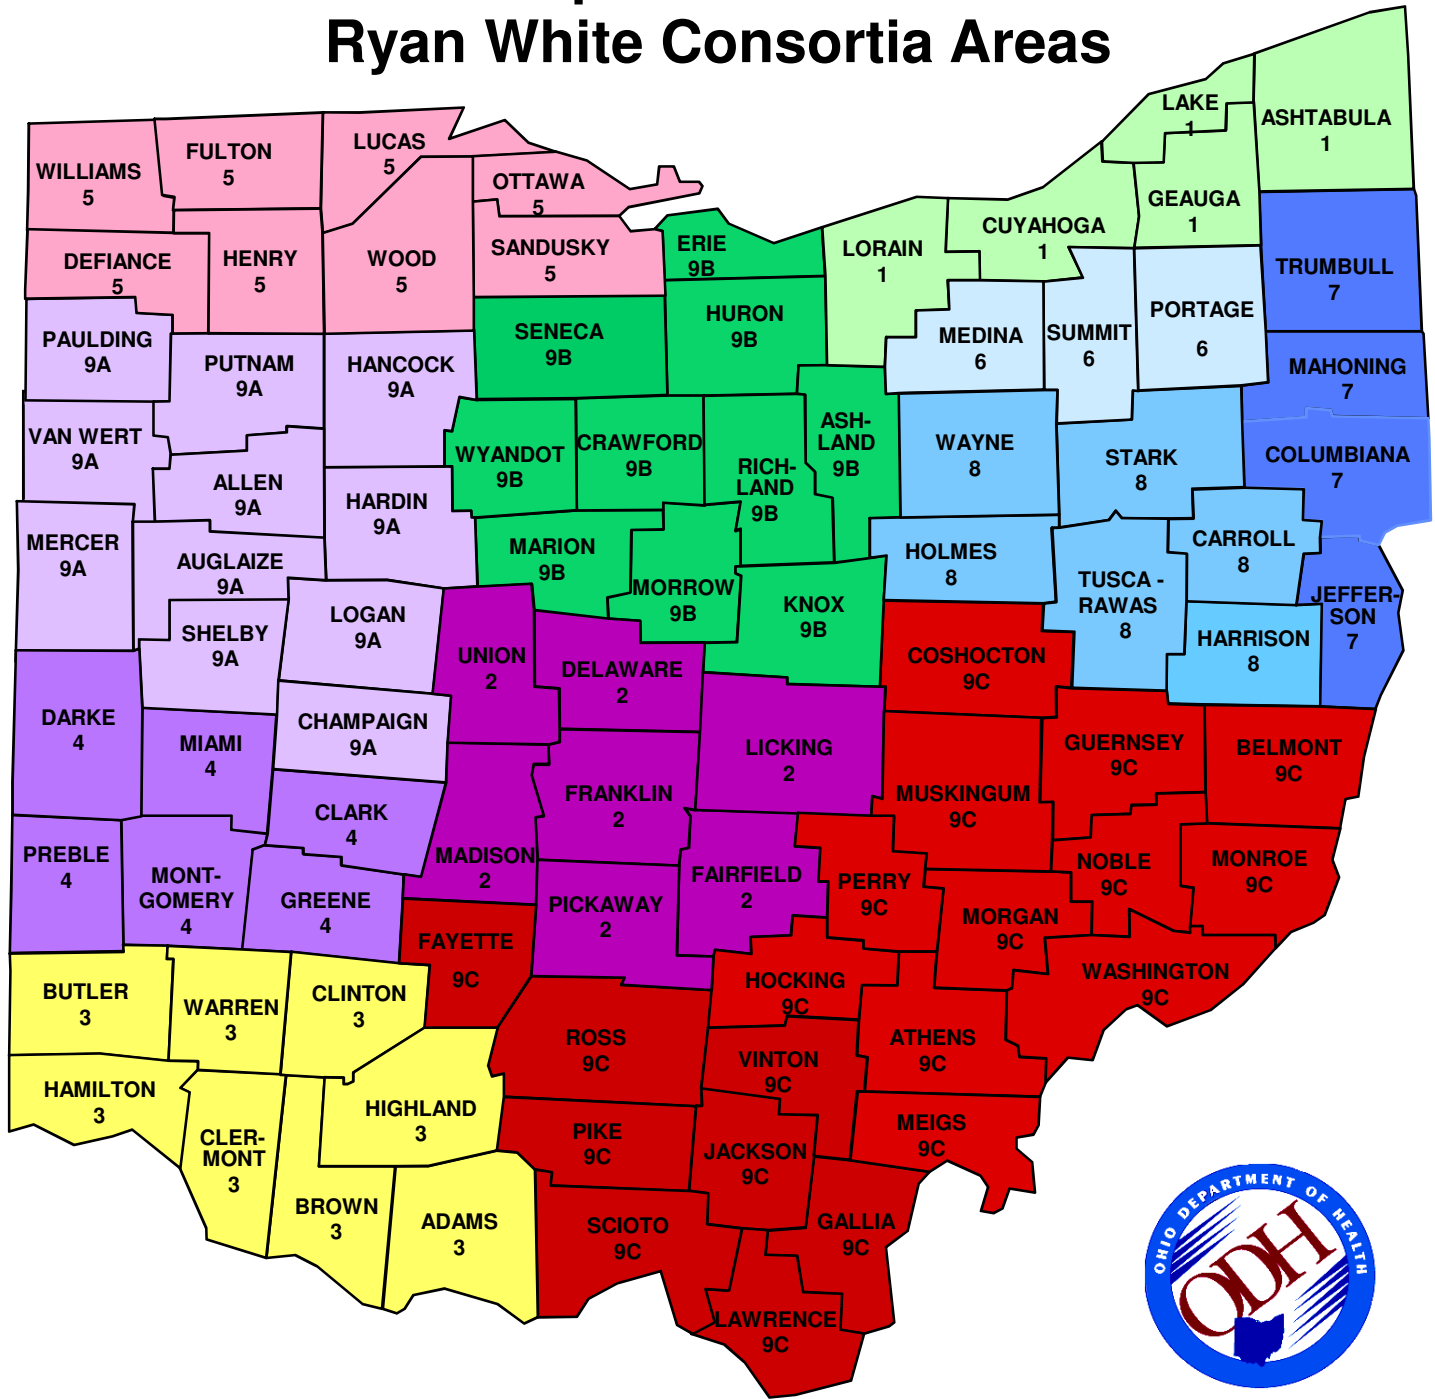 Ryan White Consortia Areas
LAKE
1
ASHTABULA
1
WILLIAMS
5
FULTON
5
LUCAS
5
OTTAWA
5
GEAUGA
1
CUYAHOGA
1
LORAIN
1
ERIE
9B
SANDUSKY
5
WOOD
5
HENRY
5
DEFIANCE
5
TRUMBULL
7
PAULDING
9A
PUTNAM
9A
HANCOCK
9A
SENECA
9B
HURON
9B
MEDINA
6
SUMMIT
6
PORTAGE
6
MAHONING
7
VAN WERT
9A
ALLEN
9A
HARDIN
9A
WYANDOT
9B
CRAWFORD
9B
RICH-
LAND
9B
ASH-
LAND
9B
WAYNE
8
STARK
8
COLUMBIANA
7
MERCER
9A
AUGLAIZE
9A
MARION
9B
MORROW
9B
KNOX
9B
HOLMES
8
TUSCA -
RAWAS
8
CARROLL
8
JEFFER-
SON
7
HARRISON
8
SHELBY
9A
LOGAN
9A
UNION
2
DELAWARE
2
COSHOCTON
9C
DARKE
4
MIAMI
4
CHAMPAIGN
9A
LICKING
2
GUERNSEY
9C
BELMONT
9C
CLARK
4
FRANKLIN
2
MUSKINGUM
9C
PREBLE
4
MONT-
GOMERY
4
GREENE
4
MADISON
2
PICKAWAY
2
FAIRFIELD
2
PERRY
9C
NOBLE
9C
MONROE
9C
MORGAN
9C
FAYETTE
9C
BUTLER
3
WARREN
3
CLINTON
3
HOCKING
9C
WASHINGTON
9C
ROSS
9C
VINTON
9C
ATHENS
9C
HAMILTON
3
CLER-
MONT
3
HIGHLAND
3
PIKE
9C
JACKSON
9C
MEIGS
9C
BROWN
3
ADAMS
3
SCIOTO
9C
GALLIA
9C
LAWRENCE
9C
OHIO DEPARTMENT OF HEALTH
ODH